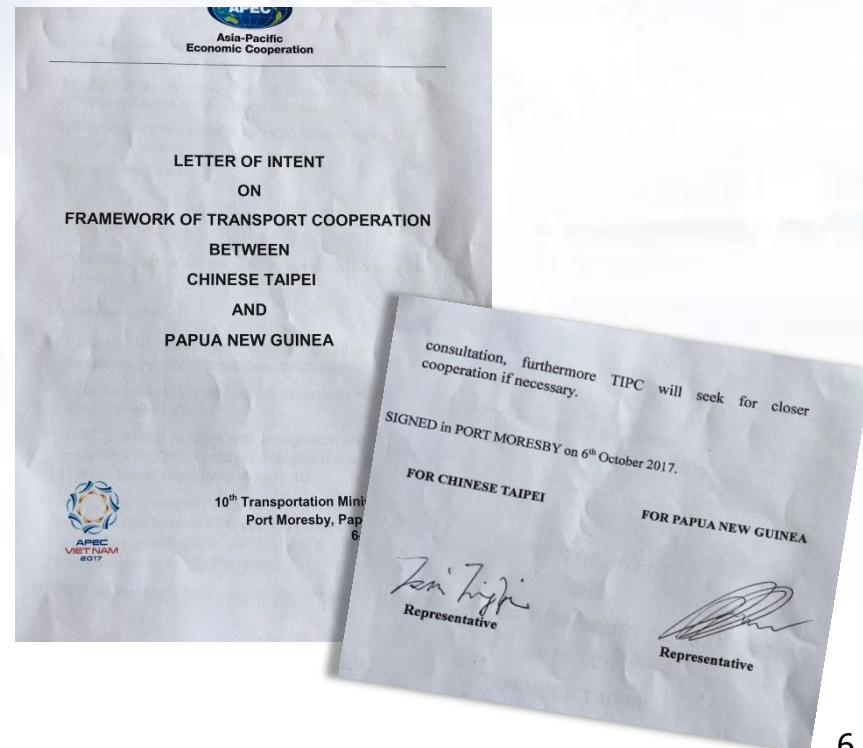 APEC
Asia-Pacific
Economic Cooperation
LETTER OF INTENT
ON
FRAMEWORK OF TRANSPORT COOPERATION
BETWEEN
CHINESE TAIPEI
AND
PAPUA NEW GUINEA
10th Transportation Mini
Port Moresby, Pap
6
APEC
VIET NAM
2017
consultation, furthermore TIPC will seek for closer
cooperation if necessary.
SIGNED in PORT MORESBY on 6th October 2017.
FOR CHINESE TAIPEI
FOR PAPUA NEW GUINEA
Representative
Representative
6